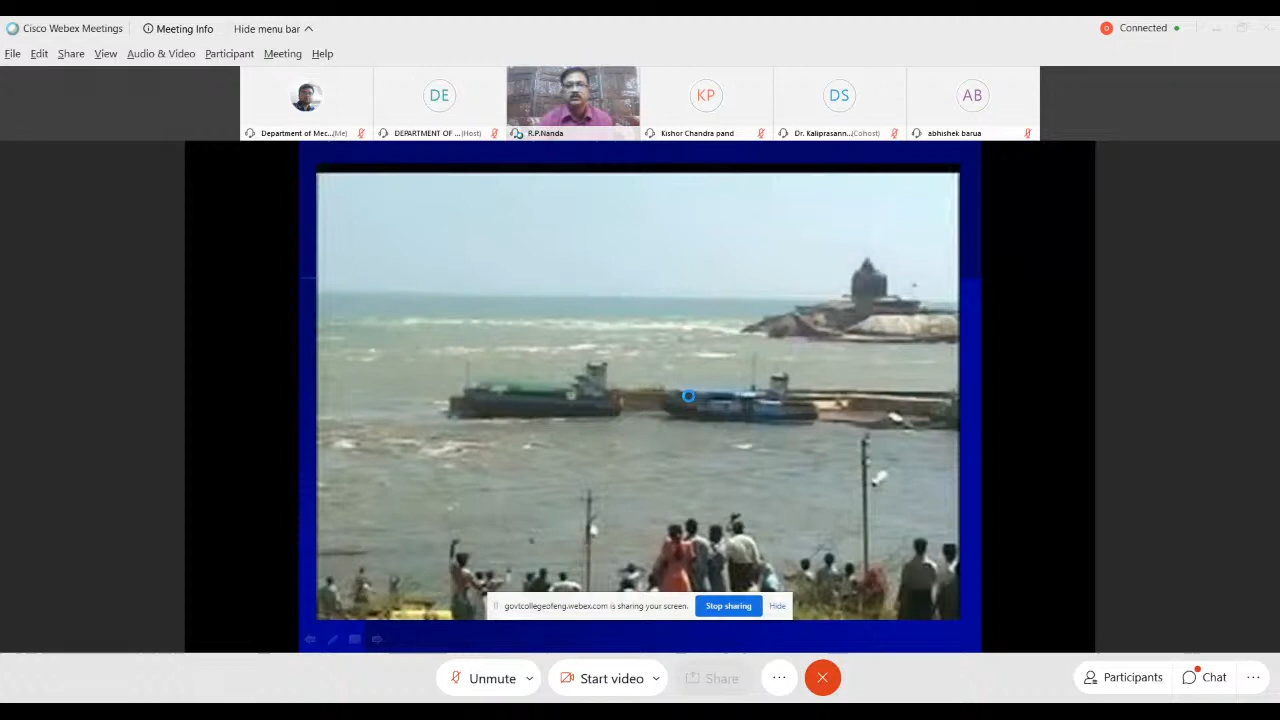 Cisco Webex Meetings
Meeting Info
Hide menu bar
Connected
File Edit Share View Audio & Video Participant Meeting Help
DE
KP
DS
AB
Department of Mec...(Me)
DEPARTMENT OF ...(Host)
R.P.Nanda
Kishor Chandra pand
Dr. Kaliprasann...(Cohost)
abhishek barua
govtcollegeofeng.webex.com is sharing your screen.
Stop sharing
Hide
Unmute
Start video
Share
Participants
Chat